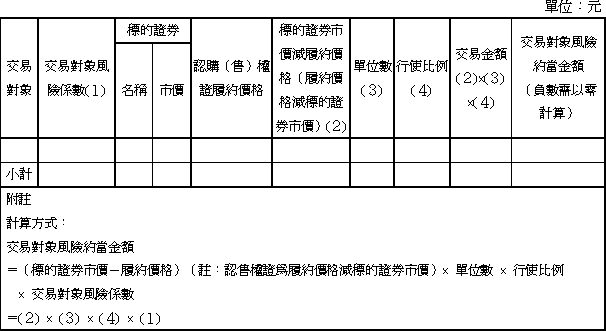 單位：元
交易
對象
交易對象風
險係數(1)
標的證券
名稱
市價
認購（售）權
證履約價格
標的證券市
價減履約價
格（履約價
格減標的證
券市價）(2)
單位數
(3)
行使比例
(4)
交易金額
(2)×(3)
×(4)
交易對象風險
約當金額
（負數需以零
計算）
小計
附註
計算方式：
交易對象風險約當金額
＝（標的證券市價－履約價格）（註：認售權證為履約價格減標的證券市價）× 單位數 × 行使比例
× 交易對象風險係數
＝(2) × (3) × (4) × (1)